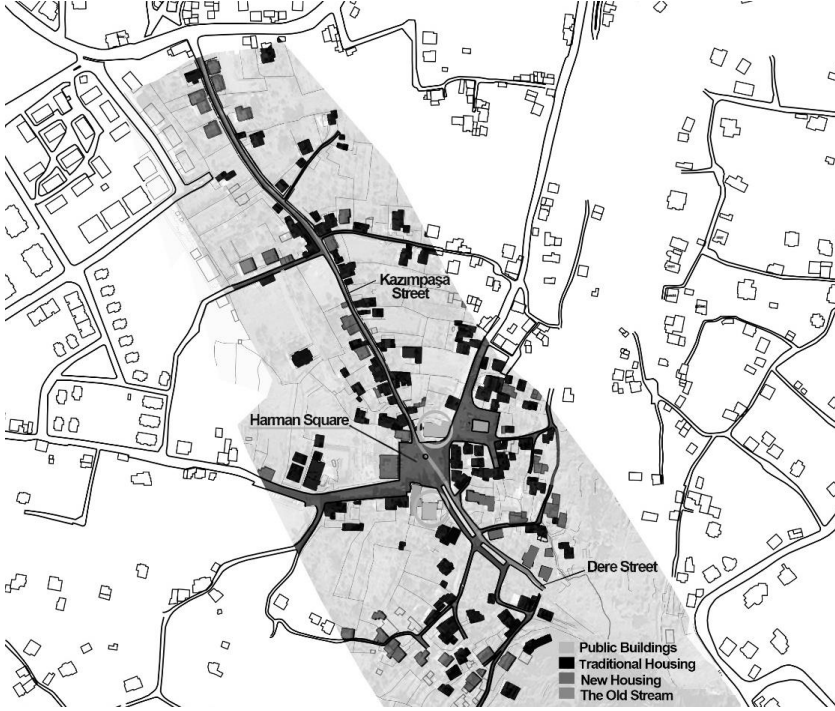 Kazımpaşa
Street
Harman Square
Dere Street
Public Buildings
Traditional Housing
New Housing
The Old Stream